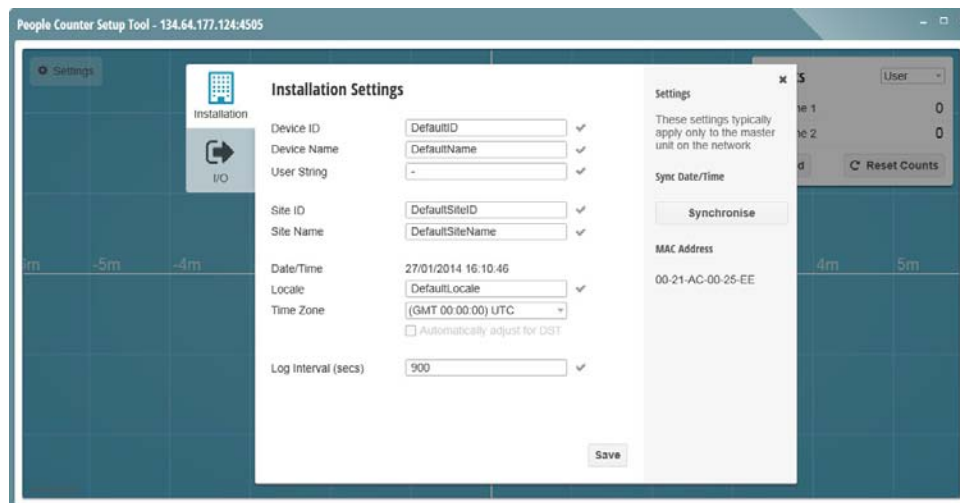 People Counter Setup Tool - 134.64.177.124:4505
Settings
Installation
I/O
Installation Settings
Device ID DefaultID
Device Name DefaultName
User String -
Site ID DefaultSiteID
Site Name DefaultSiteName
Date/Time 27/01/2014 16:10:46
Locale DefaultLocale
Time Zone (GMT 00:00:00) UTC
Automatically adjust for DST
Log Interval (secs) 900
Save
Settings
These settings typically
apply only to the master
unit on the network
Sync Date/Time
Synchronise
MAC Address
00-21-AC-00-25-EE
User
1 0
2 0
Reset Counts
-5m
-4m
4m
5m